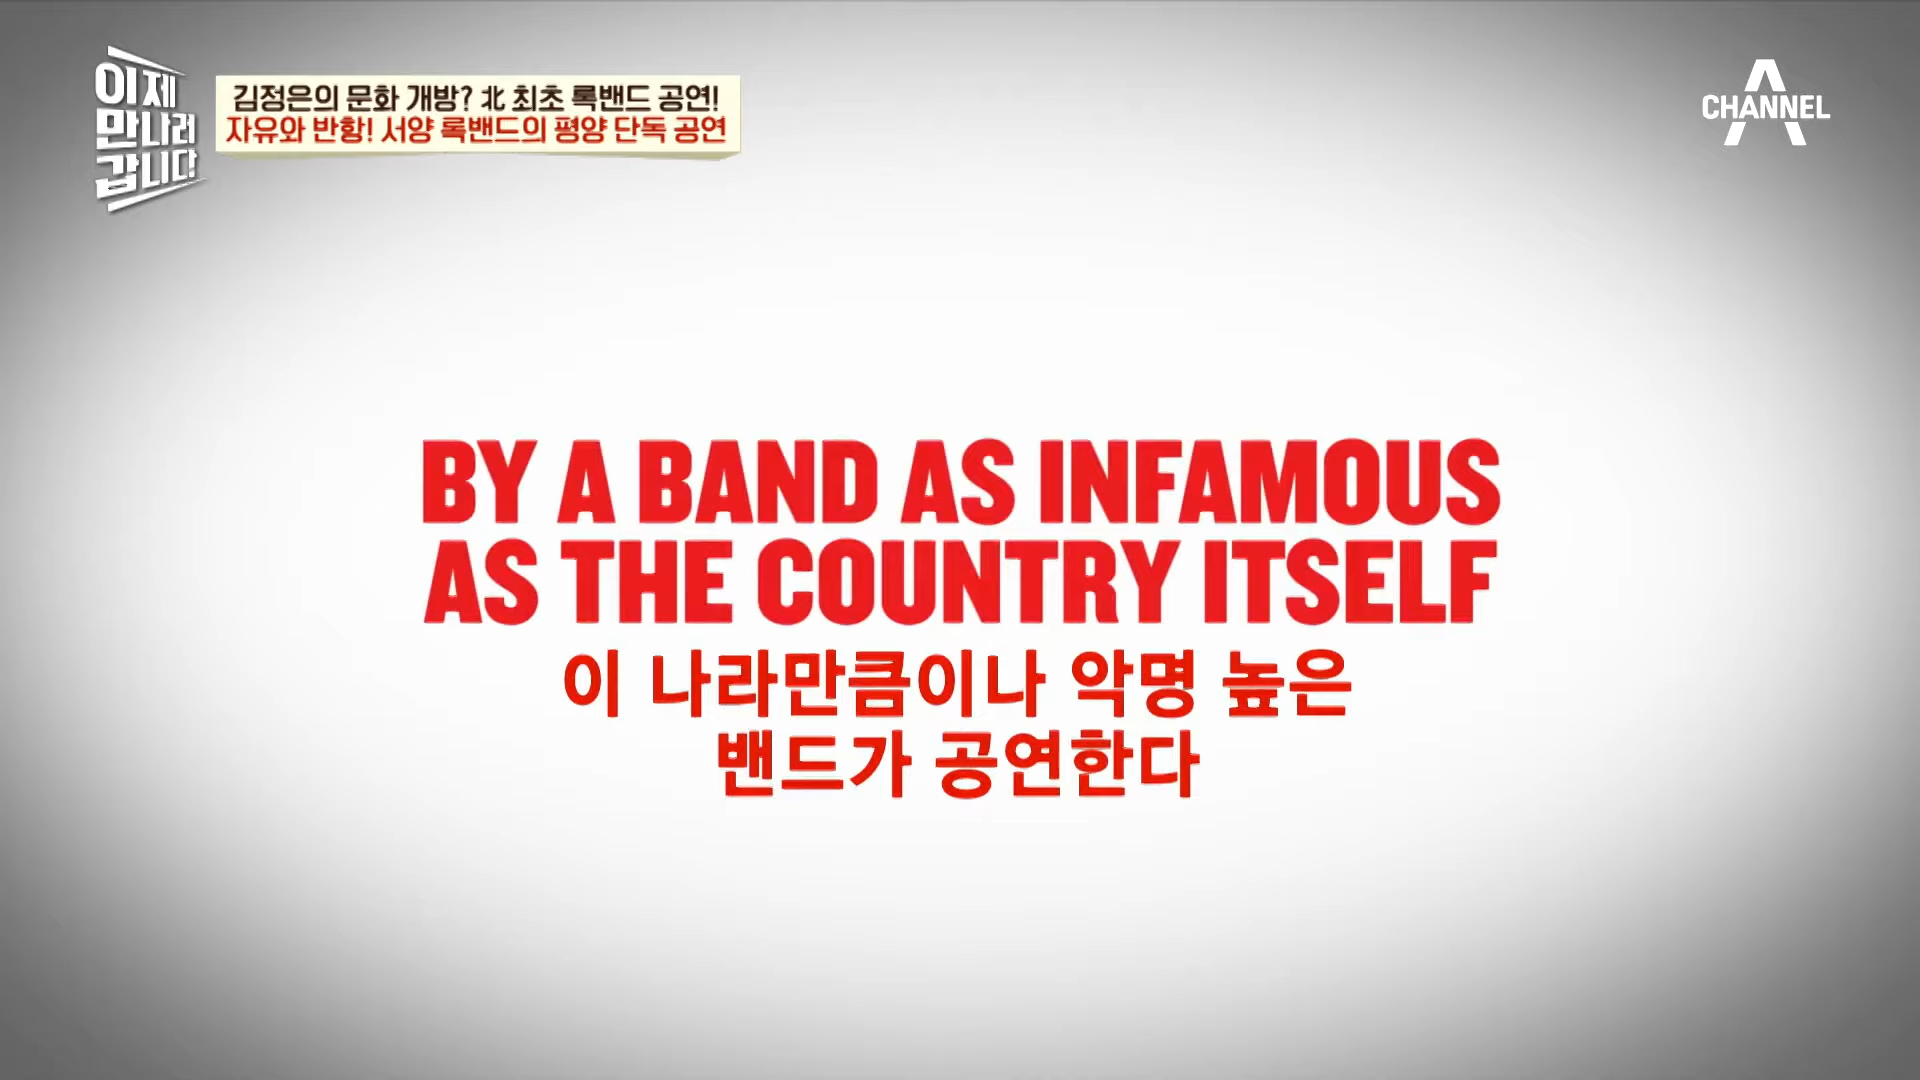 이제
만나러
갑니다
김정은의 문화 개방? 北 최초 록밴드 공연!
자유와 반항! 서양 록밴드의 평양 단독 공연
CHANNEL A
BY A BAND AS INFAMOUS
AS THE COUNTRY ITSELF
이 나라만큼이나 악명 높은
밴드가 공연한다